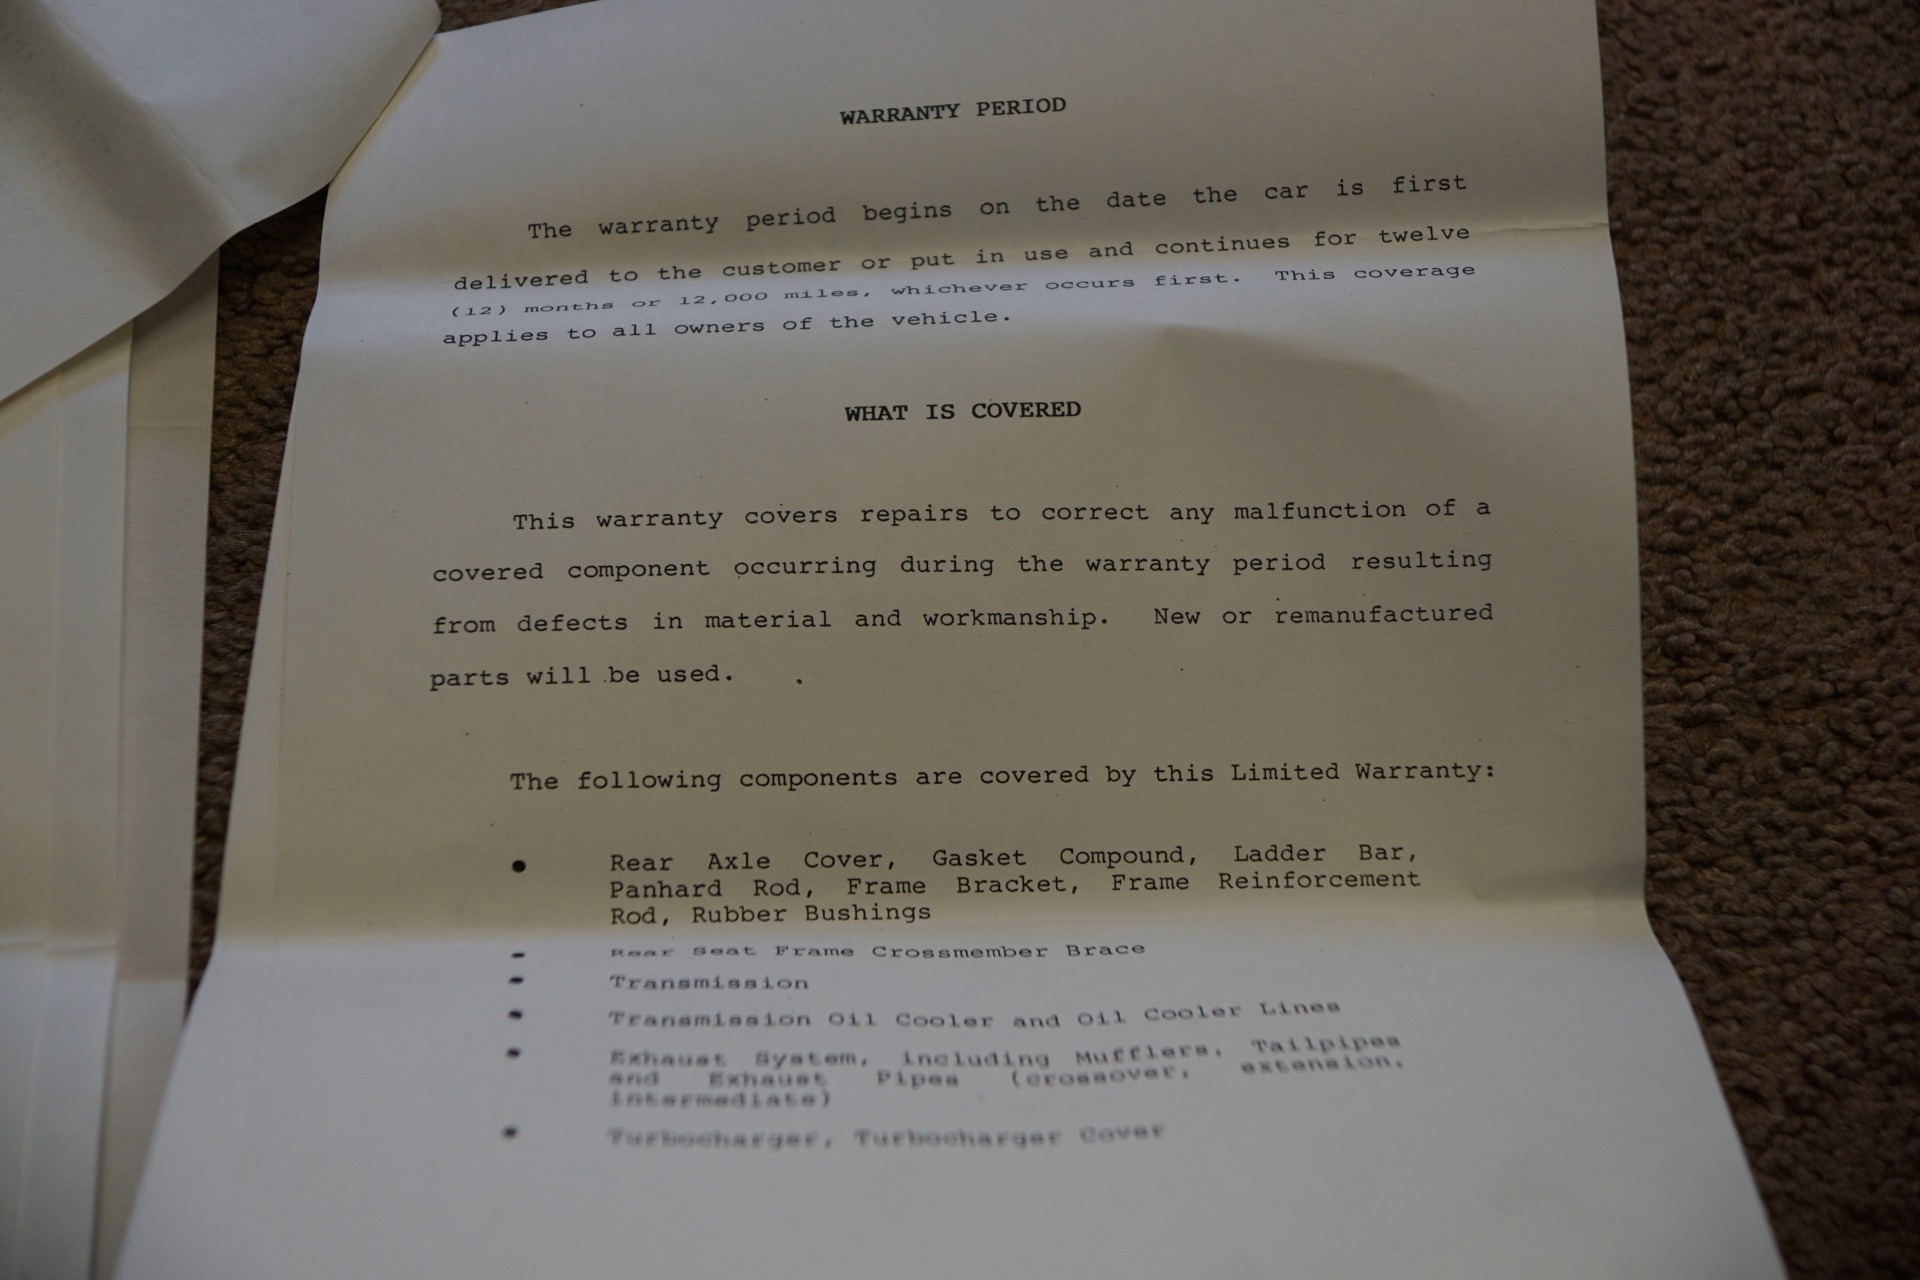 WARRANTY PERIOD
The warranty period begins on the date the car is first
delivered to the customer or put in use and continues for twelve
(12) months or 12,000 miles, whichever occurs first. This coverage
applies to all owners of the vehicle.
WHAT IS COVERED
This warranty covers repairs to correct any malfunction of a
covered component occurring during the warranty period resulting
from defects in material and workmanship. New or remanufactured
parts will be used.
The following components are covered by this Limited Warranty:
• Rear Axle Cover, Gasket Compound, Ladder Bar,
Panhard Rod, Frame Bracket, Frame Reinforcement
Rod, Rubber Bushings
• Rear Seat Frame Crossmember Brace
• Transmission
• Transmission Oil Cooler and Oil Cooler Lines
• Exhaust System, including Mufflers, Tailpipes
and Exhaust Pipes (crossover, extension,
intermediate)
• Turbocharger, Turbocharger Cover